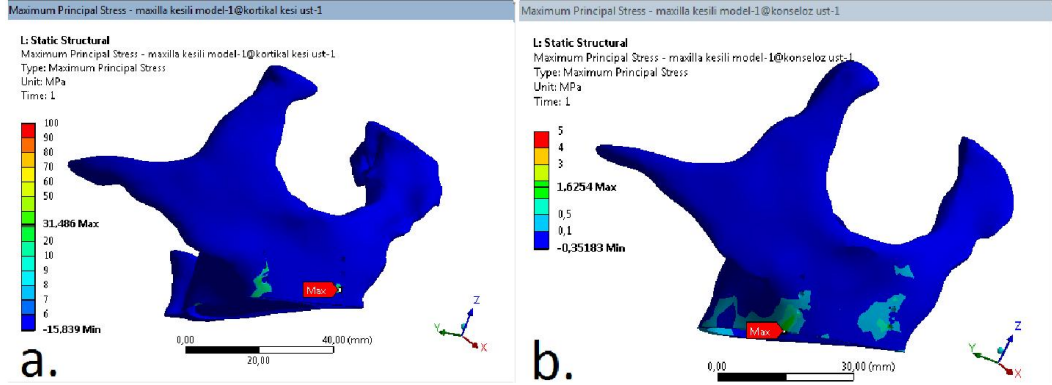 Maximum Principal Stress - maxilla kesili model-1@kortikal kesi ust-1
L: Static Structural
Maximum Principal Stress - maxilla kesili model-1@kortikal kesi ust-1
Type: Maximum Principal Stress
Unit: MPa
Time: 1
100
90
80
70
60
50
31,486 Max
20
10
9
8
7
6
-15,839 Min
Max
0,00
40,00 (mm)
20,00
Z
Y
X
a.
Maximum Principal Stress - maxilla kesili model-1@konseloz ust-1
L: Static Structural
Maximum Principal Stress - maxilla kesili model-1@konseloz ust-1
Type: Maximum Principal Stress
Unit: MPa
Time: 1
5
4
3
1,6254 Max
0,5
0,1
-0,35183 Min
Max
0,00
30,00 (mm)
Z
Y
X
b.